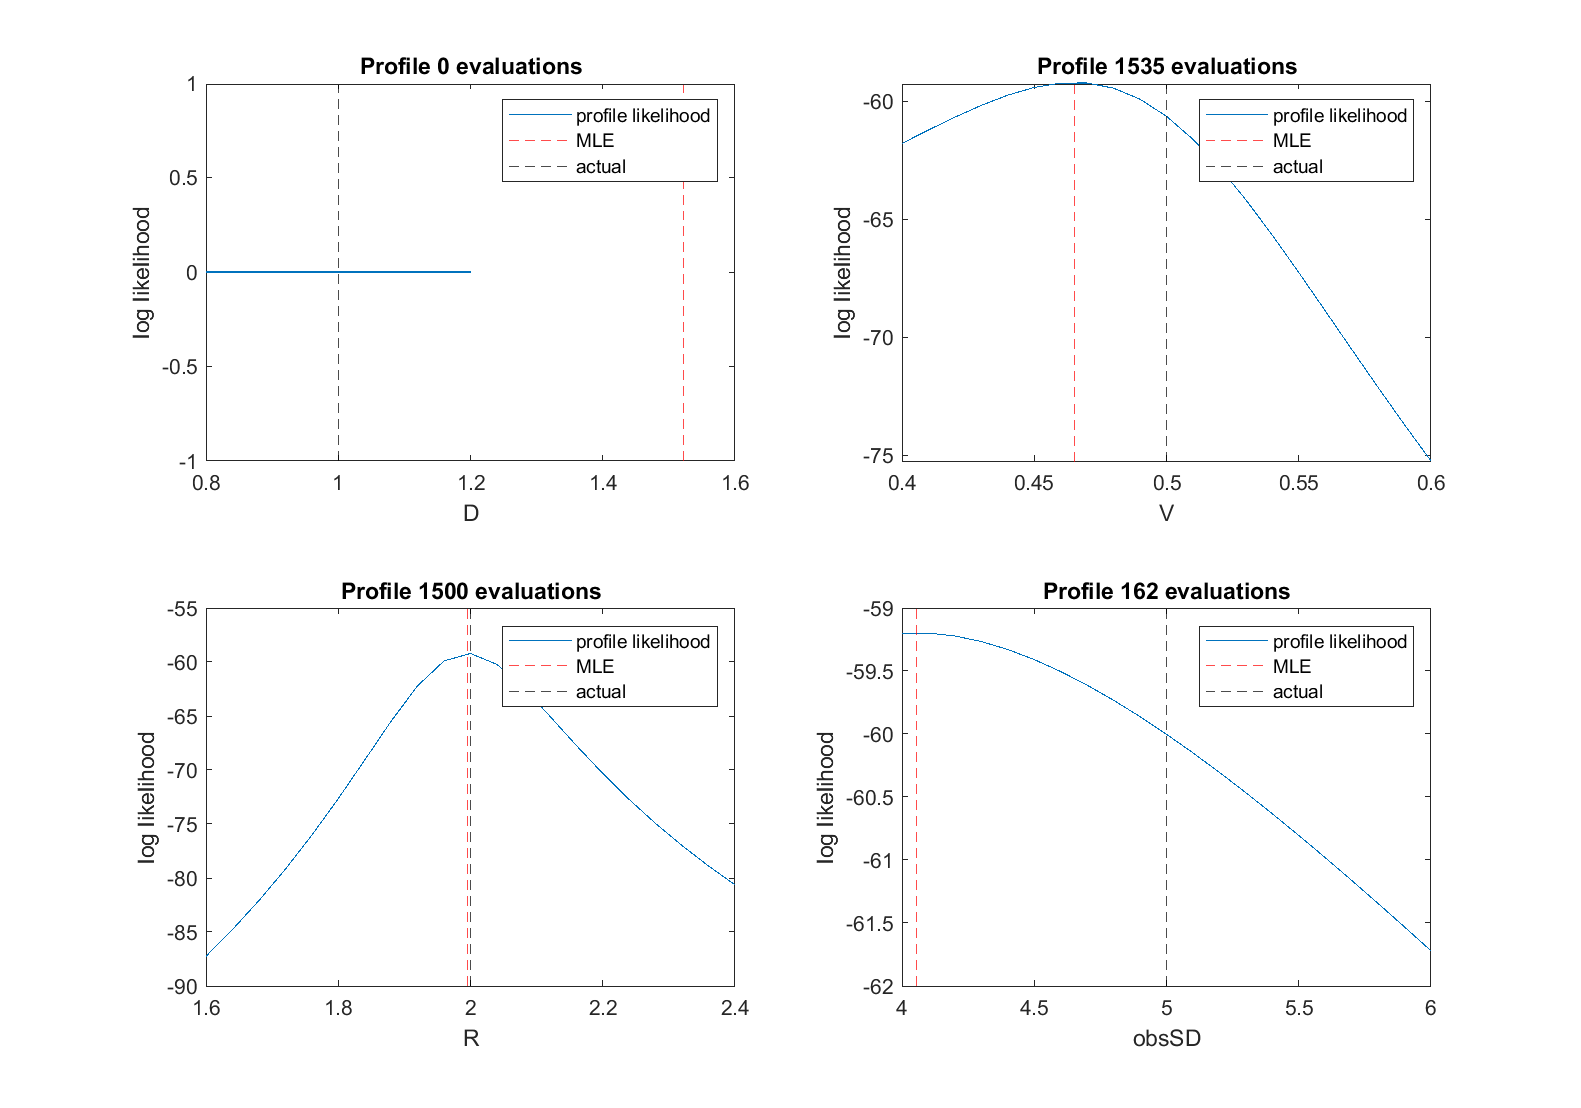 Profile 0 evaluations
1
0.5
0
-0.5
-1
log likelihood
0.8 1 1.2 1.4 1.6
D
profile likelihood
MLE
actual
Profile 1535 evaluations
-60
-65
-70
-75
log likelihood
0.4 0.45 0.5 0.55 0.6
V
profile likelihood
MLE
actual
Profile 1500 evaluations
-55
-60
-65
-70
-75
-80
-85
-90
log likelihood
1.6 1.8 2 2.2 2.4
R
profile likelihood
MLE
actual
Profile 162 evaluations
-59
-59.5
-60
-60.5
-61
-61.5
-62
log likelihood
4 4.5 5 5.5 6
obsSD
profile likelihood
MLE
actual